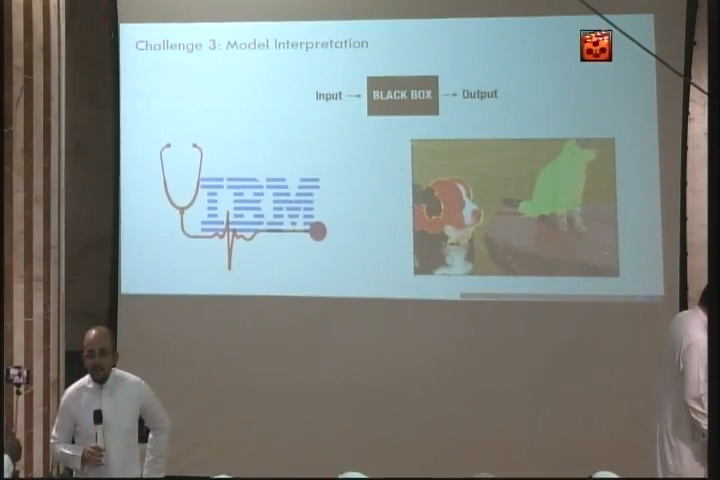 Challenge 3: Model Interpretation
Input → BLACK BOX → Output
IBM